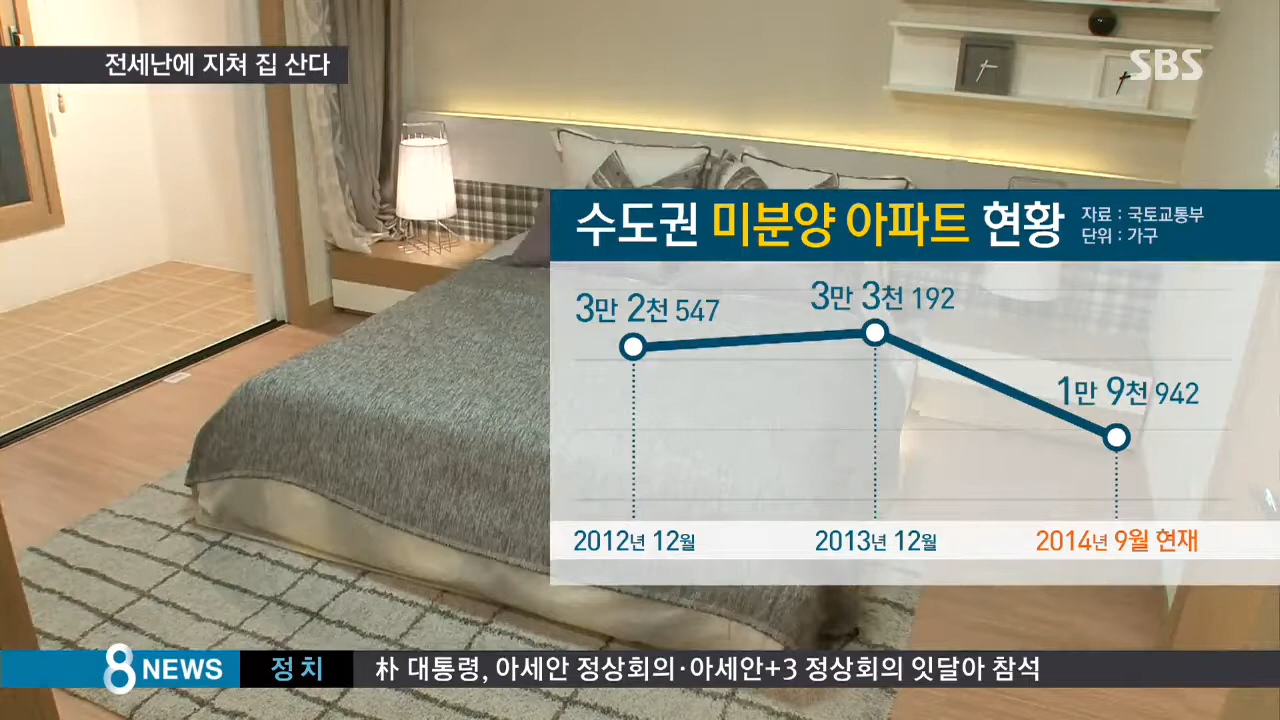 전세난에 지쳐 집 산다
SBS
수도권 미분양 아파트 현황
자료 : 국토교통부
단위 : 가구
3만 2천 547
3만 3천 192
1만 9천 942
2012년 12월
2013년 12월
2014년 9월 현재
8 NEWS
정치
朴 대통령, 아세안 정상회의·아세안+3 정상회의 잇달아 참석